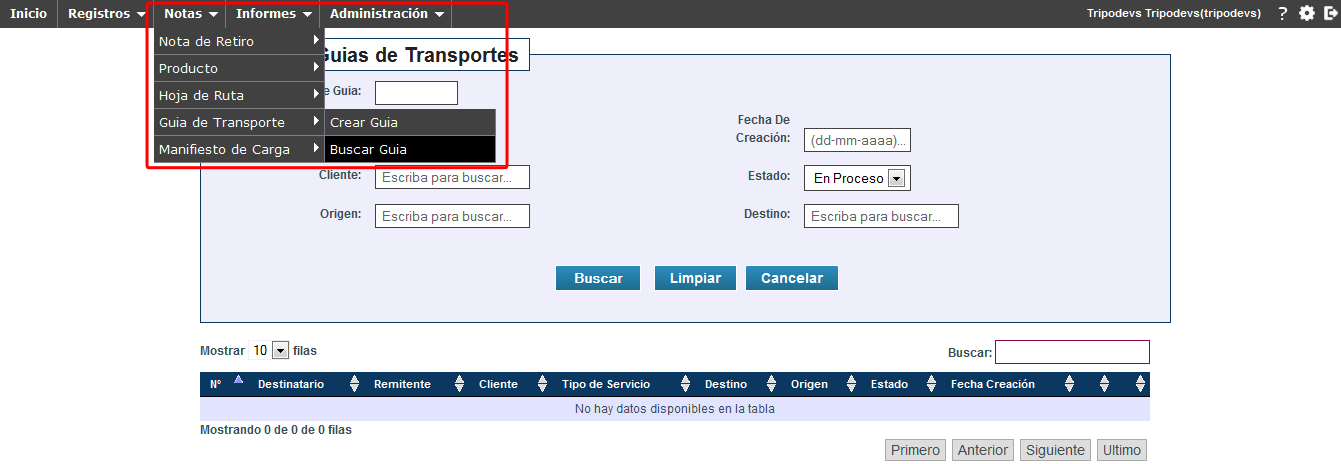 Inicio Registros Notas Informes Administración Tripodevs Tripodevs(tripodevs) ?
Nota de Retiro
Guias de Transportes
Producto
e Guia:
Hoja de Ruta
Guia de Transporte Crear Guia
Fecha De
Creación: (dd-mm-aaaa)...
Manifiesto de Carga Buscar Guia
Cliente: Escriba para buscar... Estado: En Proceso
Origen: Escriba para buscar... Destino: Escriba para buscar...
Buscar Limpiar Cancelar
Mostrar 10 filas Buscar:
Nº Destinatario Remitente Cliente Tipo de Servicio Destino Origen Estado Fecha Creación
No hay datos disponibles en la tabla
Mostrando 0 de 0 de 0 filas
Primero Anterior Siguiente Ultimo